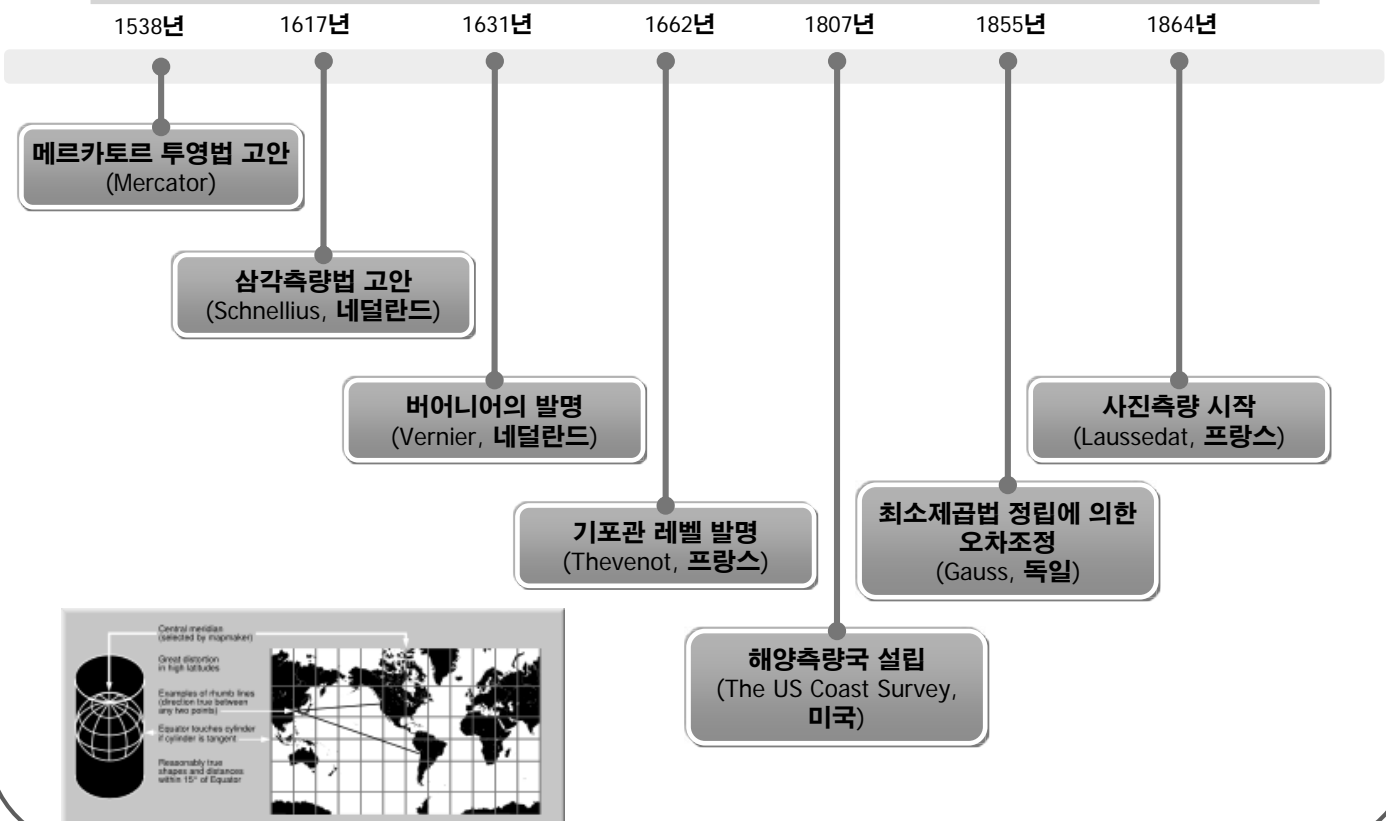 1538년
1617년
1631년
1662년
1807년
1855년
1864년
메르카토르 투영법 고안
(Mercator)
삼각측량법 고안
(Schnellius, 네덜란드)
버어니어의 발명
(Vernier, 네덜란드)
기포관 레벨 발명
(Thevenot, 프랑스)
해양측량국 설립
(The US Coast Survey,
미국)
최소제곱법 정립에 의한
오차조정
(Gauss, 독일)
사진측량 시작
(Laussedat, 프랑스)
Central meridian
(selected by mapmaker)
Great distortion
in high latitudes
Examples of rhumb lines
(direction true between
any two points)
Equator touches cylinder
if cylinder is tangent
Reasonably true
shapes and distances
within 15° of Equator